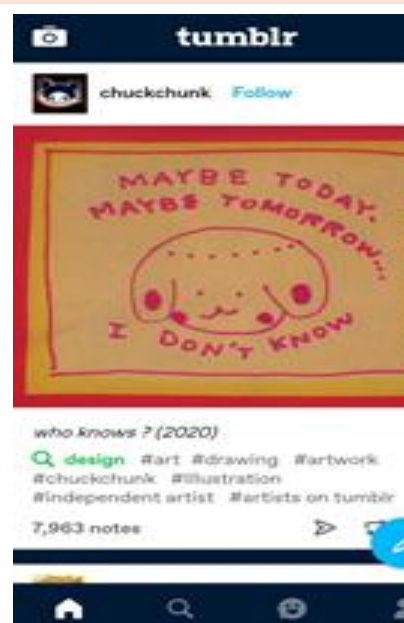 tumblr
chuckchunk Follow
MAYBE TODAY.
MAYBE TOMORROW...
I DON'T KNOW
who knows ? (2020)
design #art #drawing #artwork
#chuckchunk #illustration
#independent artist #artists on tumblr
7,963 notes